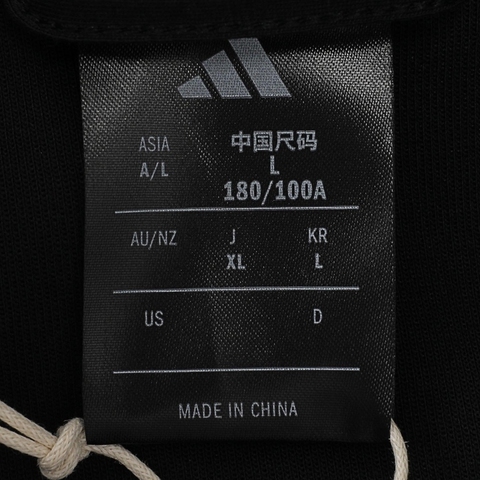 ASIA 中国尺码
A/L L
180/100A
AU/NZ J KR
XL L
US D
MADE IN CHINA